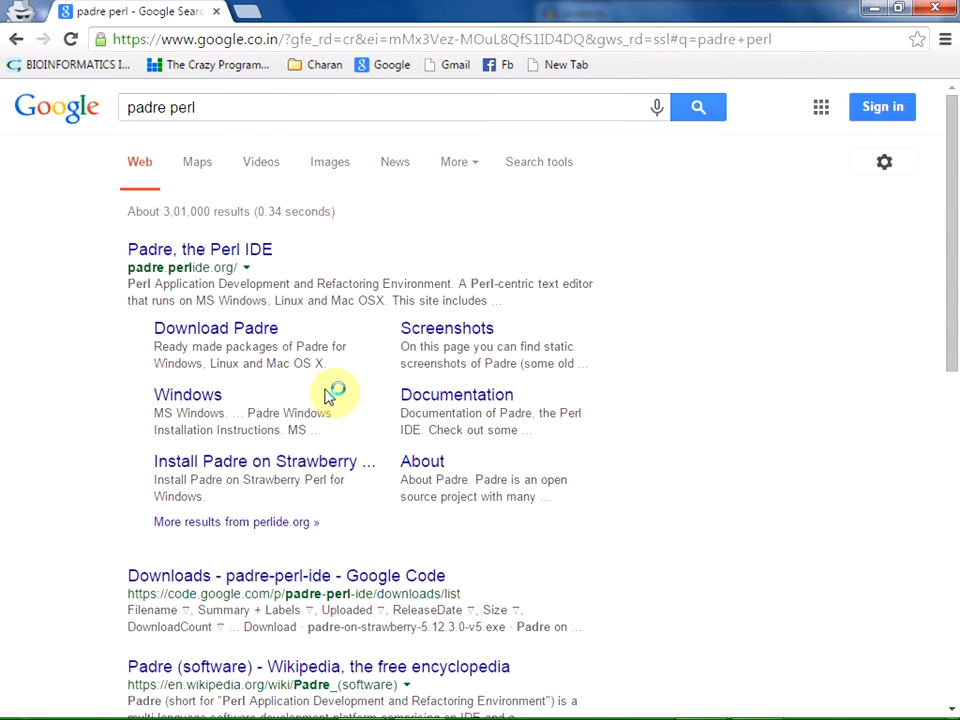 padre perl - Google Searc
https://www.google.co.in/?gfe_rd=cr&ei=mMx3Vez-MOuL8QfS1ID4DQ&gws_rd=ssl#q=padre+perl
BIOINFORMATICS I... The Crazy Program... Charan Google Gmail Fb New Tab
Google padre perl Sign in
Web Maps Videos Images News More Search tools
About 3,01,000 results (0.34 seconds)
Padre, the Perl IDE
padre.perlide.org/
Perl Application Development and Refactoring Environment. A Perl-centric text editor
that runs on MS Windows, Linux and Mac OSX. This site includes ...
Download Padre
Ready made packages of Padre for
Windows, Linux and Mac OS X.
Screenshots
On this page you can find static
screenshots of Padre (some old ...
Windows
MS Windows. ... Padre Windows
Installation Instructions. MS ...
Documentation
Documentation of Padre, the Perl
IDE. Check out some ...
Install Padre on Strawberry ...
Install Padre on Strawberry Perl for
Windows.
About
About Padre. Padre is an open
source project with many ...
More results from perlide.org »
Downloads - padre-perl-ide - Google Code
https://code.google.com/p/padre-perl-ide/downloads/list
Filename ▽, Summary + Labels ▽, Uploaded ▽, ReleaseDate ▽, Size ▽,
DownloadCount ▽ ... Download · padre-on-strawberry-5.12.3.0-v5.exe · Padre on ...
Padre (software) - Wikipedia, the free encyclopedia
https://en.wikipedia.org/wiki/Padre_(software)
Padre (short for "Perl Application Development and Refactoring Environment") is a
multi-language software development platform comprising an IDE and a